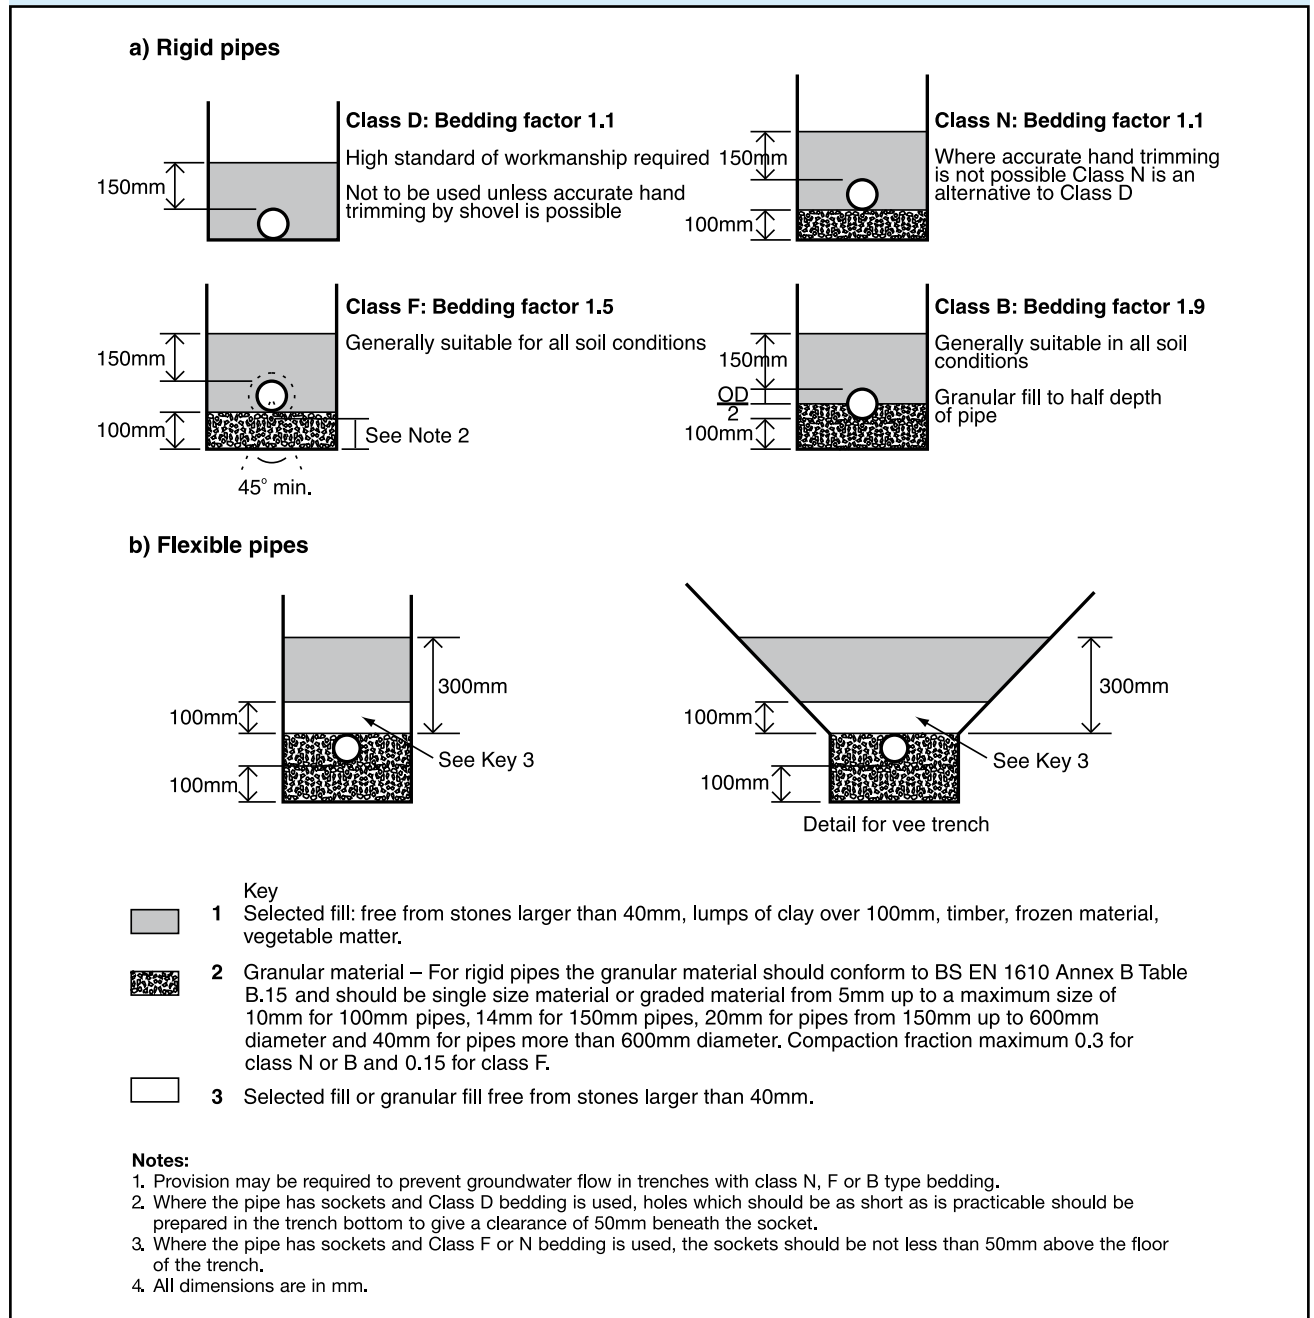 a) Rigid pipes
Class D: Bedding factor 1.1
High standard of workmanship required
Not to be used unless accurate hand
trimming by shovel is possible
150mm
Class N: Bedding factor 1.1
Where accurate hand trimming
is not possible Class N is an
alternative to Class D
150mm
100mm
Class F: Bedding factor 1.5
Generally suitable for all soil conditions
150mm
100mm
See Note 2
45° min.
Class B: Bedding factor 1.9
Generally suitable in all soil
conditions
Granular fill to half depth
of pipe
150mm
OD
2
100mm
b) Flexible pipes
300mm
100mm
See Key 3
100mm
300mm
100mm
See Key 3
100mm
Detail for vee trench
Key
1 Selected fill: free from stones larger than 40mm, lumps of clay over 100mm, timber, frozen material,
vegetable matter.
2 Granular material – For rigid pipes the granular material should conform to BS EN 1610 Annex B Table
B.15 and should be single size material or graded material from 5mm up to a maximum size of
10mm for 100mm pipes, 14mm for 150mm pipes, 20mm for pipes from 150mm up to 600mm
diameter and 40mm for pipes more than 600mm diameter. Compaction fraction maximum 0.3 for
class N or B and 0.15 for class F.
3 Selected fill or granular fill free from stones larger than 40mm.
Notes:
1. Provision may be required to prevent groundwater flow in trenches with class N, F or B type bedding.
2. Where the pipe has sockets and Class D bedding is used, holes which should be as short as is practicable should be
prepared in the trench bottom to give a clearance of 50mm beneath the socket.
3. Where the pipe has sockets and Class F or N bedding is used, the sockets should be not less than 50mm above the floor
of the trench.
4. All dimensions are in mm.